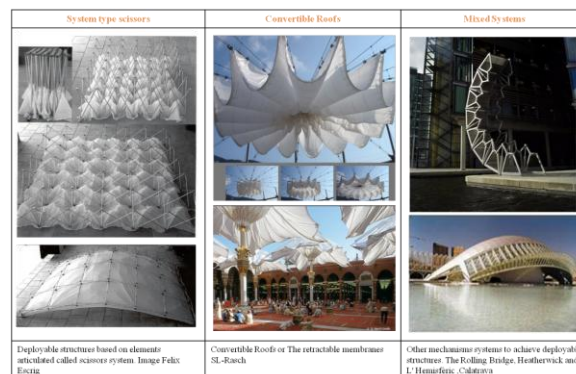 System type scissors
Convertible Roofs
Mixed Systems
Deployable structures based on elements
articulated called scissors system. Image Felix
Escrig
Convertible Roofs or The retractable membranes
SL-Rasch
Other mechanisms systems to achieve deployable
structures. The Rolling Bridge, Heatherwick and
L' Hemisfèric ,Calatrava